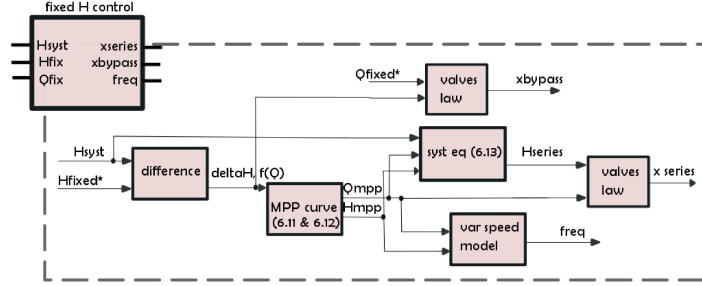 fixed H control
Hsyst xseries
Hfix xbypass
Qfix freq
Qfixed* valves law xbypass
Hsyst
Hfixed*
difference
deltaH, f(Q)
MPP curve
(6.11 & 6.12)
Qmpp
Hmpp
syst eq (6.13)
Hseries
valves
law
x series
var speed
model
freq